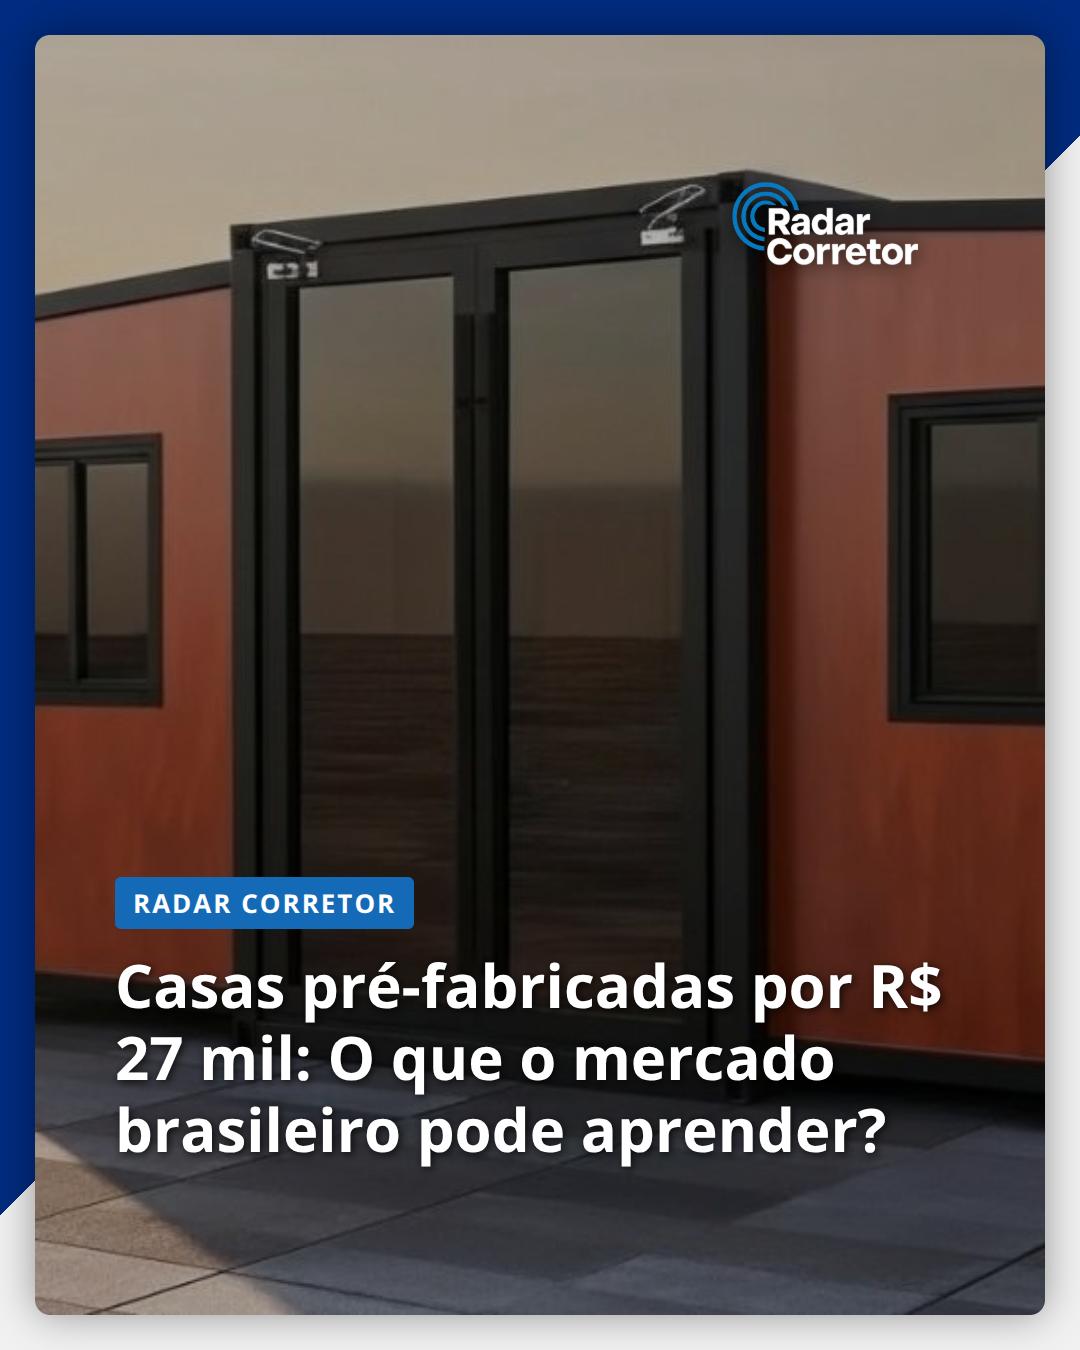 Radar
Corretor
RADAR CORRETOR
Casas pré-fabricadas por R$
27 mil: O que o mercado
brasileiro pode aprender?